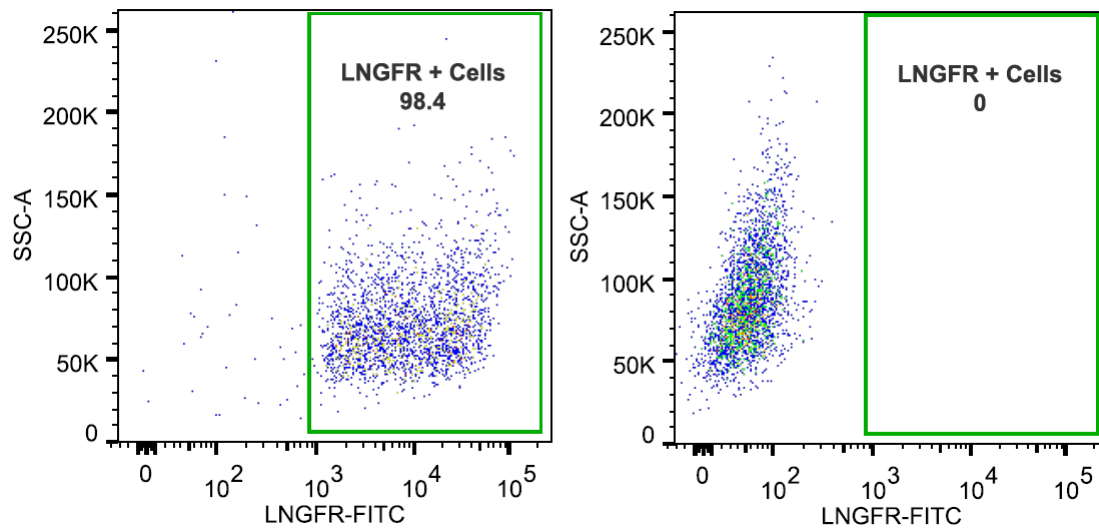 250K
200K
150K
100K
50K
0
SSC-A
LNGFR + Cells
98.4
0
10^2
10^3
10^4
10^5
LNGFR-FITC
250K
200K
150K
100K
50K
0
SSC-A
LNGFR + Cells
0
0
10^2
10^3
10^4
10^5
LNGFR-FITC